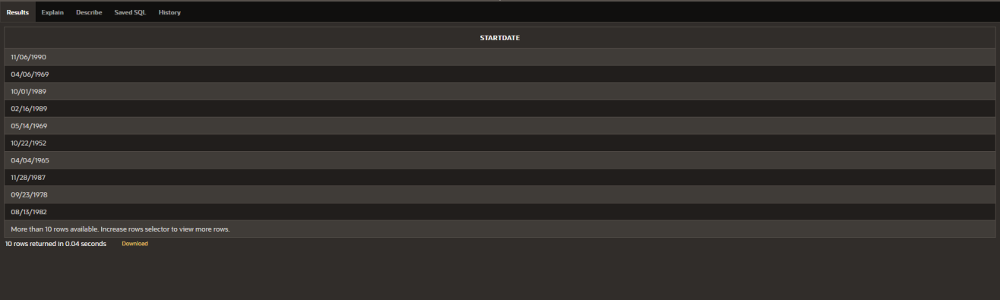 Results Explain Describe Saved SQL History
STARTDATE
11/06/1990
04/06/1969
10/01/1989
02/16/1989
05/14/1969
10/22/1952
04/04/1965
11/28/1987
09/23/1978
08/13/1982
More than 10 rows available. Increase rows selector to view more rows.
10 rows returned in 0.04 seconds Download